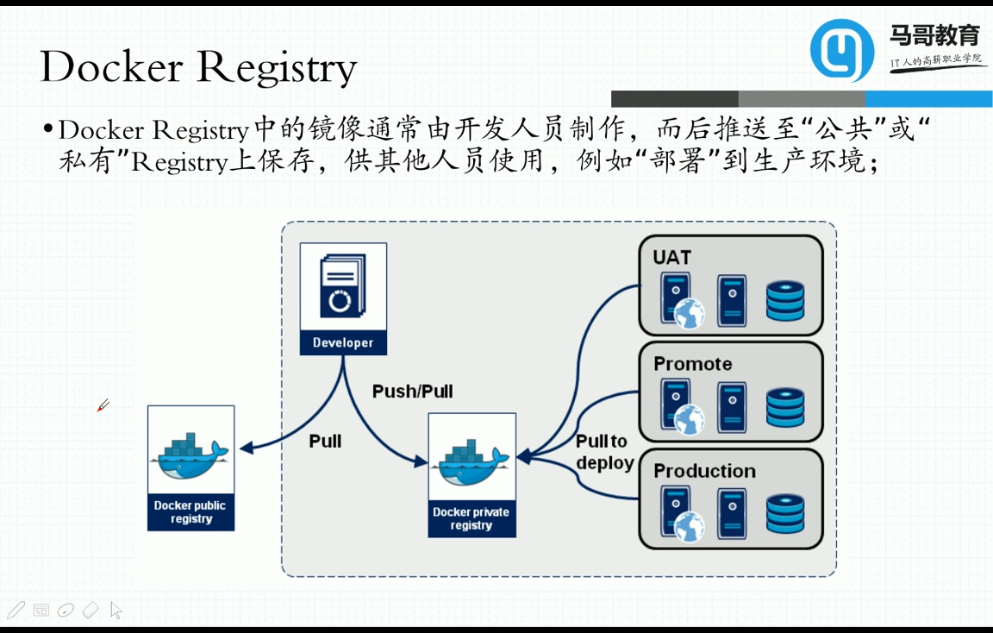 马哥教育
IT人的高薪职业学院
Docker Registry
•Docker Registry中的镜像通常由开发人员制作，而后推送至“公共”或“
私有”Registry上保存，供其他人员使用，例如“部署”到生产环境；
UAT
Developer
Promote
Push/Pull
Pull
Pull to
deploy
Production
Docker public
registry
Docker private
registry